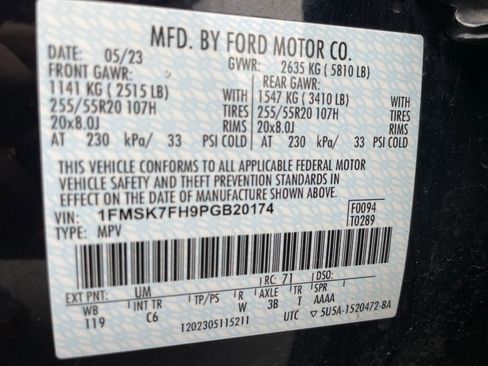 MFD. BY FORD MOTOR CO.
DATE: 05/23 GVWR: 2635 KG ( 5810 LB)
FRONT GAWR: REAR GAWR:
1141 KG ( 2515 LB) WITH 1547 KG ( 3410 LB) WITH
255/55R20 107H TIRES 255/55R20 107H TIRES
20x8.0J RIMS 20x8.0J RIMS
AT 230 kPa/ 33 PSI COLD AT 230 kPa/ 33 PSI COLD
THIS VEHICLE CONFORMS TO ALL APPLICABLE FEDERAL MOTOR
VEHICLE SAFETY AND THEFT PREVENTION STANDARDS IN
EFFECT ON THE DATE OF MANUFACTURE SHOWN ABOVE.
VIN: 1FMSK7FH9PGB20174 F0094
TYPE: MPV T0289
EXT PNT: UM RC: 71 DSO:
WB INT TR TP/PS R AXLE TR SPR
119 C6 W 3B T AAAA
1202305115211 UTC ▽ 5U5A-1520472-BA